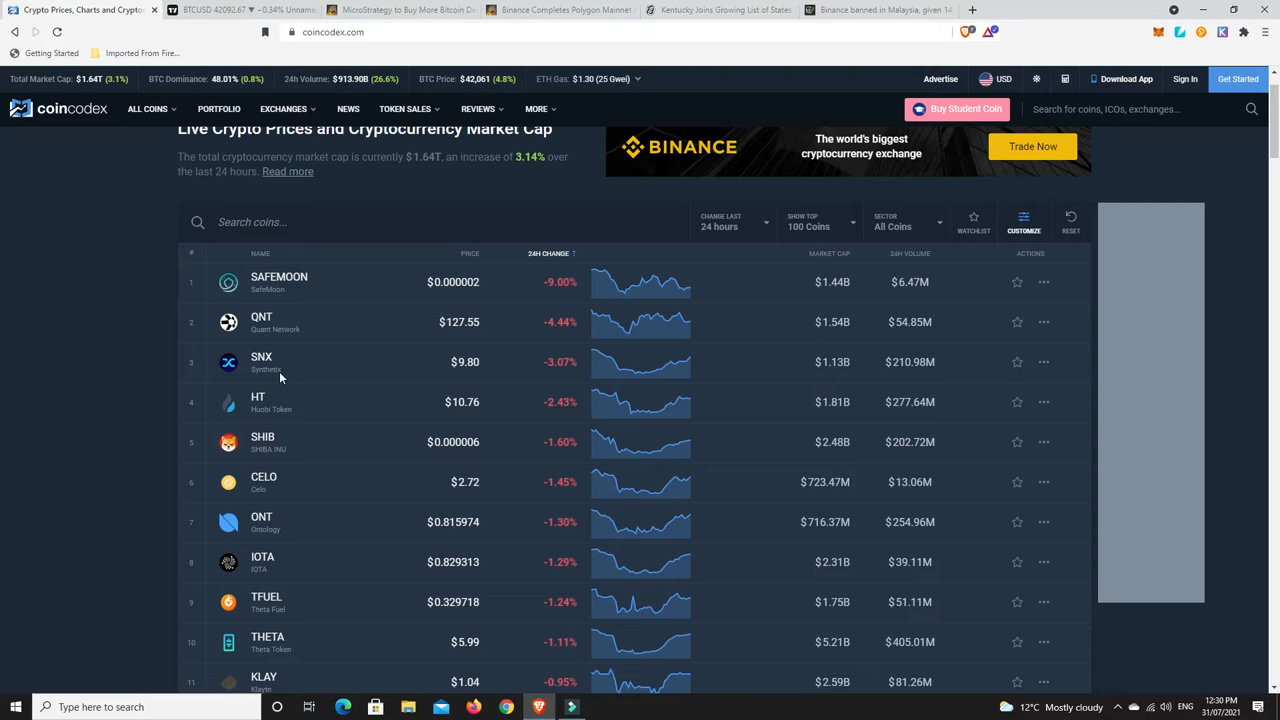 Crypto Prices, Charts and Cryptoc
BTCUSD 42092.67 ▼ −0.34% Unname
MicroStrategy to Buy More Bitcoin De
Binance Completes Polygon Mainnet
Kentucky Joins Growing List of States
Binance banned in Malaysia, given 14
coincodex.com
Getting Started
Imported From Fire...
Total Market Cap: $1.64T (3.1%)
BTC Dominance: 48.01% (0.8%)
24h Volume: $913.90B (26.6%)
BTC Price: $42,061 (4.8%)
ETH Gas: $1.30 (25 Gwei)
Advertise
USD
Download App
Sign In
Get Started
coincodex
ALL COINS
PORTFOLIO
EXCHANGES
NEWS
TOKEN SALES
REVIEWS
MORE
Buy Student Coin
Search for coins, ICOs, exchanges...
Live Crypto Prices and Cryptocurrency Market Cap
The total cryptocurrency market cap is currently $1.64T, an increase of 3.14% over
the last 24 hours. Read more
BINANCE
The world's biggest
cryptocurrency exchange
Trade Now
Search coins...
CHANGE LAST
24 hours
SHOW TOP
100 Coins
SECTOR
All Coins
WATCHLIST
CUSTOMIZE
RESET
# NAME PRICE 24H CHANGE ↑ MARKET CAP 24H VOLUME ACTIONS
1 SAFEMOON $0.000002 -9.00% $1.44B $6.47M
SafeMoon
2 QNT $127.55 -4.44% $1.54B $54.85M
Quant Network
3 SNX $9.80 -3.07% $1.13B $210.98M
Synthetix
4 HT $10.76 -2.43% $1.81B $277.64M
Huobi Token
5 SHIB $0.000006 -1.60% $2.48B $202.72M
SHIBA INU
6 CELO $2.72 -1.45% $723.47M $13.06M
Celo
7 ONT $0.815974 -1.30% $716.37M $254.96M
Ontology
8 IOTA $0.829313 -1.29% $2.31B $39.11M
IOTA
9 TFUEL $0.329718 -1.24% $1.75B $51.11M
Theta Fuel
10 THETA $5.99 -1.11% $5.21B $405.01M
Theta Token
11 KLAY $1.04 -0.95% $2.59B $81.26M
Klaytn
Type here to search
12°C Mostly cloudy
ENG
12:30 PM
31/07/2021